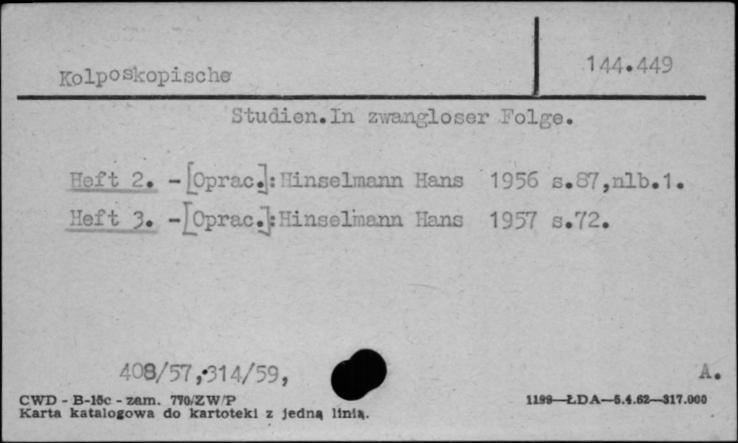 Kolposkopische
144.449
Studien.In zwangloser Folge.
Heft 2. -[Oprac.]:Hinselmann Hans 1956 s.87,nlb.1.
Heft 3. -[Oprac.]:Hinselmann Hans 1957 s.72.
408/57,314/59,
A.
CWD - B-15c - zam. 770/ZW/P
1199—ŁDA—5.4.62—317.000
Karta katalogowa do kartoteki z jedną linią.